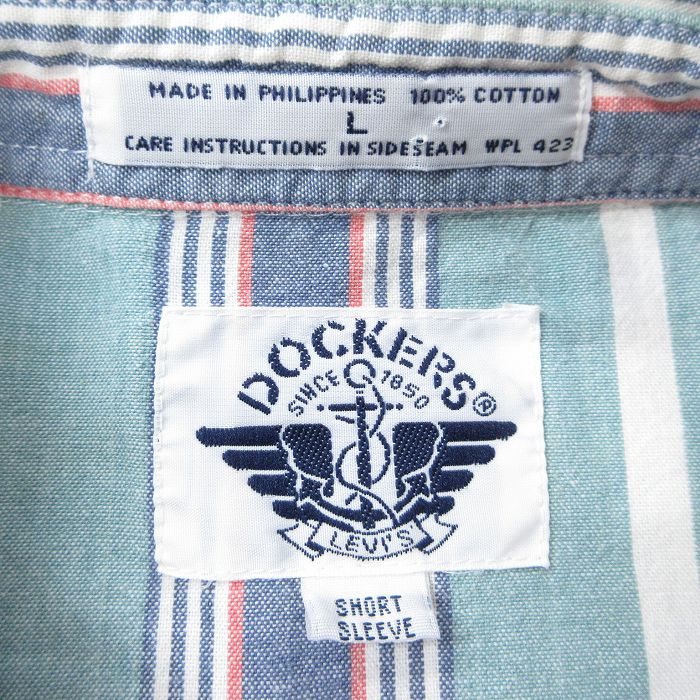 MADE IN PHILIPPINES 100% COTTON
L
CARE INSTRUCTIONS IN SIDESEAM WPL 423
DOCKERS®
SINCE 1850
LEVI'S
SHORT
SLEEVE